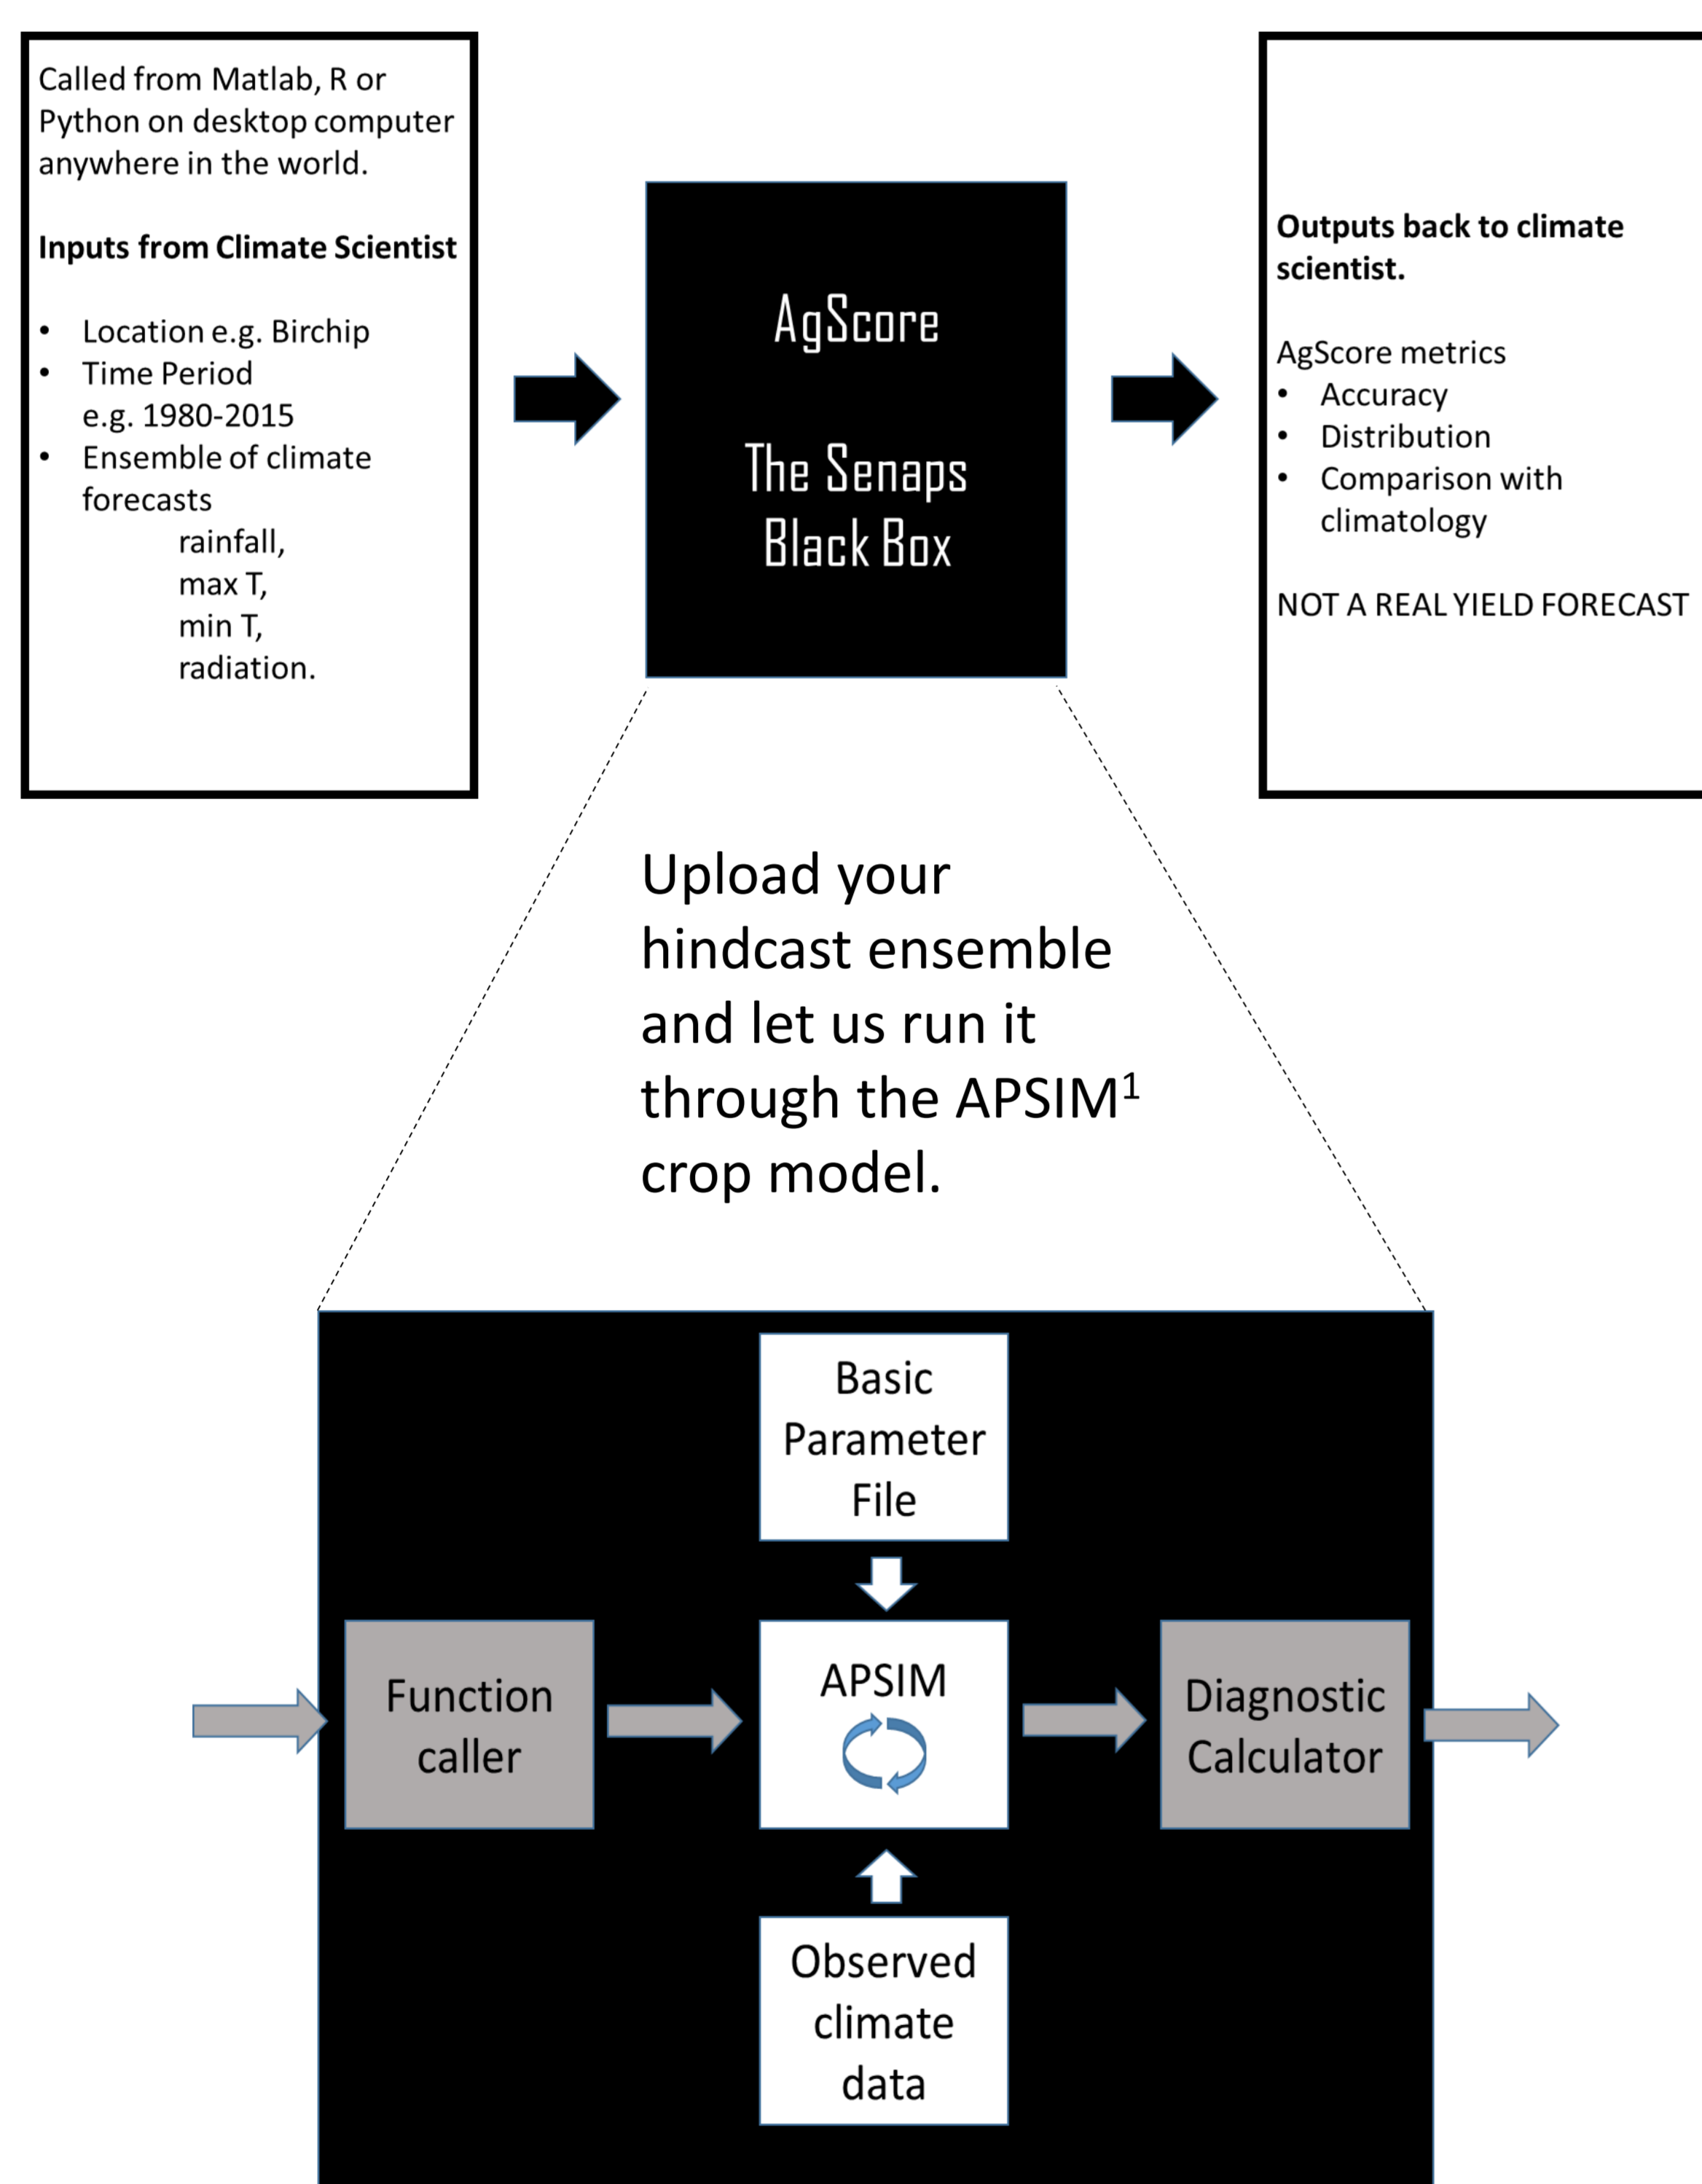 Called from Matlab, R or
Python on desktop computer
anywhere in the world.
Inputs from Climate Scientist
• Location e.g. Birchip
• Time Period
e.g. 1980-2015
• Ensemble of climate
forecasts
rainfall,
max T,
min T,
radiation.
AgScore
The Senaps
Black Box
Outputs back to climate
scientist.
AgScore metrics
• Accuracy
• Distribution
• Comparison with
climatology
NOT A REAL YIELD FORECAST
Upload your
hindcast ensemble
and let us run it
through the APSIM¹
crop model.
Basic
Parameter
File
Function
caller
APSIM
Diagnostic
Calculator
Observed
climate
data